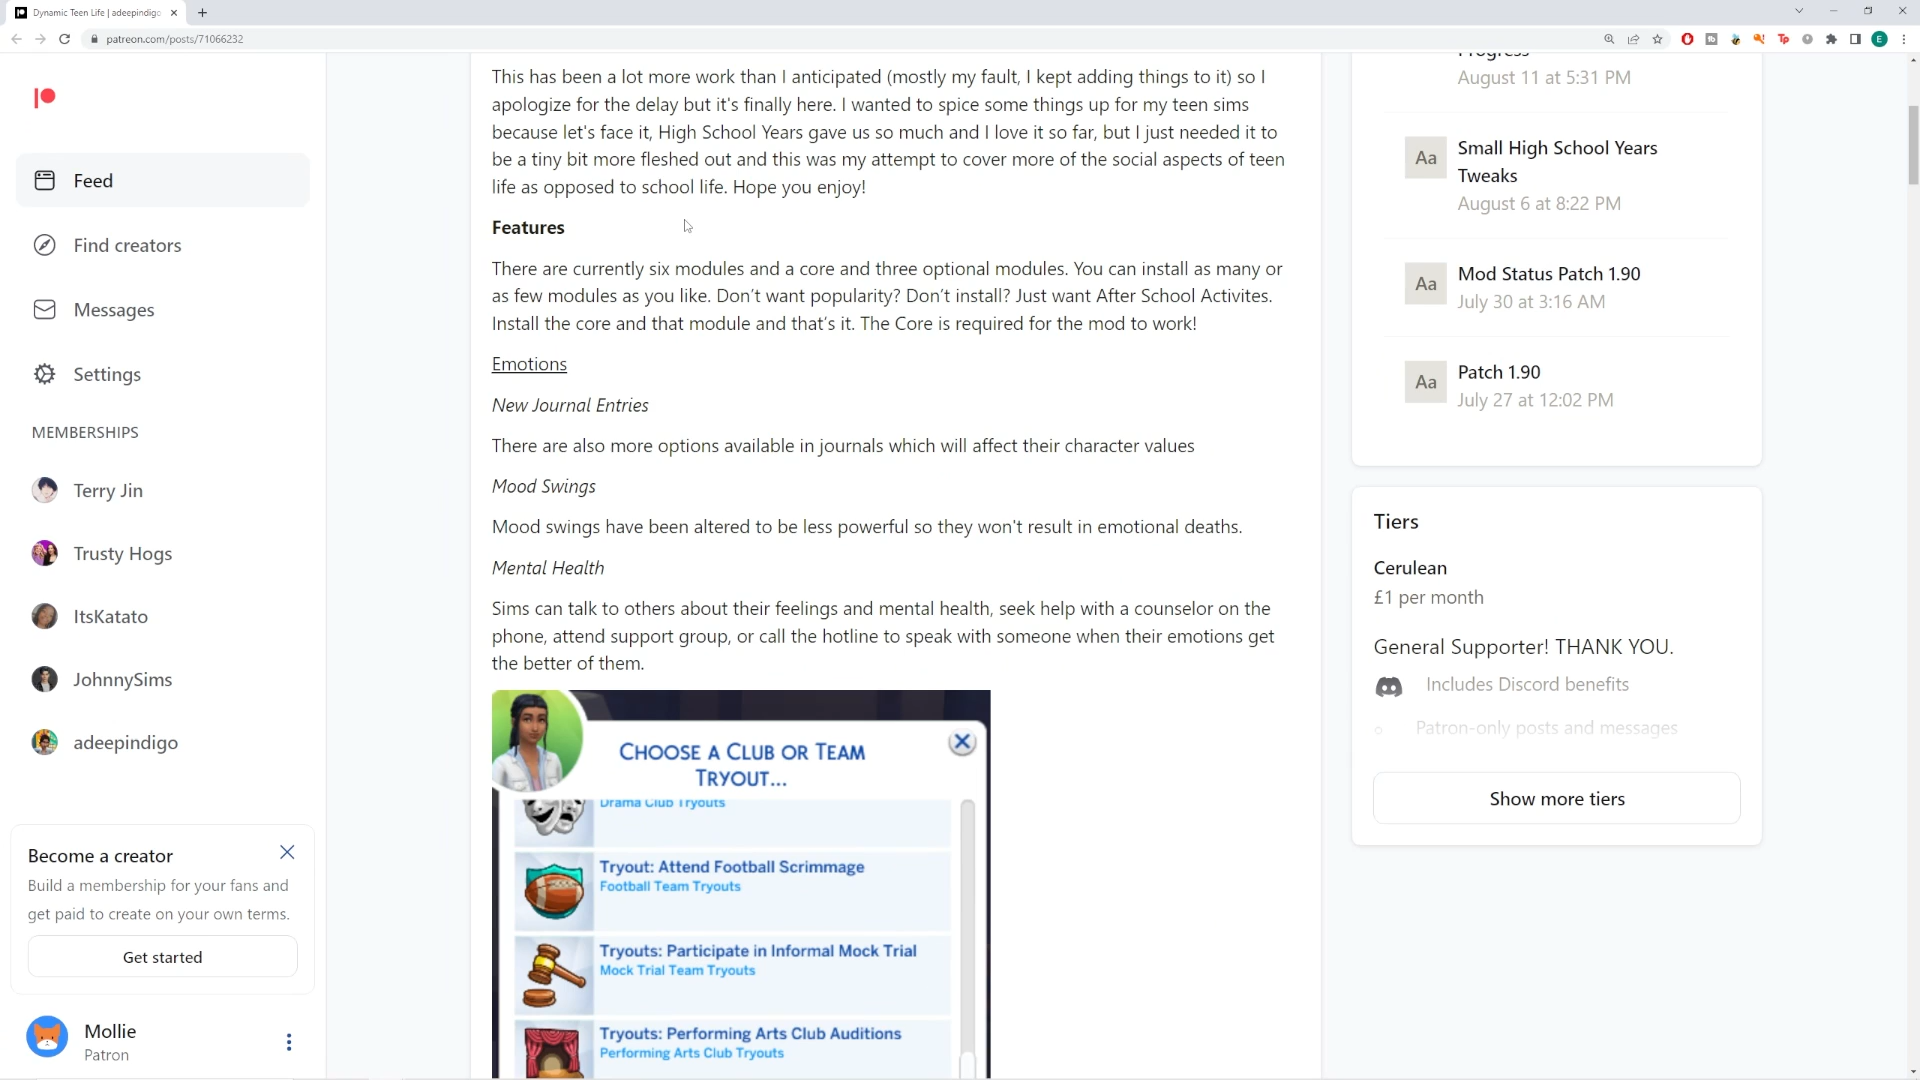 Dynamic Teen Life | adeepindigo
patreon.com/posts/71066232
Tp
E
Feed
Find creators
Messages
Settings
MEMBERSHIPS
Terry Jin
Trusty Hogs
ItsKatato
JohnnySims
adeepindigo
Become a creator
Build a membership for your fans and
get paid to create on your own terms.
Get started
Mollie
Patron
This has been a lot more work than I anticipated (mostly my fault, I kept adding things to it) so I
apologize for the delay but it's finally here. I wanted to spice some things up for my teen sims
because let's face it, High School Years gave us so much and I love it so far, but I just needed it to
be a tiny bit more fleshed out and this was my attempt to cover more of the social aspects of teen
life as opposed to school life. Hope you enjoy!
Features
There are currently six modules and a core and three optional modules. You can install as many or
as few modules as you like. Don't want popularity? Don't install? Just want After School Activites.
Install the core and that module and that's it. The Core is required for the mod to work!
Emotions
New Journal Entries
There are also more options available in journals which will affect their character values
Mood Swings
Mood swings have been altered to be less powerful so they won't result in emotional deaths.
Mental Health
Sims can talk to others about their feelings and mental health, seek help with a counselor on the
phone, attend support group, or call the hotline to speak with someone when their emotions get
the better of them.
CHOOSE A CLUB OR TEAM
TRYOUT...
Drama Club Tryouts
Tryout: Attend Football Scrimmage
Football Team Tryouts
Tryouts: Participate in Informal Mock Trial
Mock Trial Team Tryouts
Tryouts: Performing Arts Club Auditions
Performing Arts Club Tryouts
Progress
August 11 at 5:31 PM
Aa
Small High School Years
Tweaks
August 6 at 8:22 PM
Aa
Mod Status Patch 1.90
July 30 at 3:16 AM
Aa
Patch 1.90
July 27 at 12:02 PM
Tiers
Cerulean
£1 per month
General Supporter! THANK YOU.
Includes Discord benefits
Patron-only posts and messages
Show more tiers